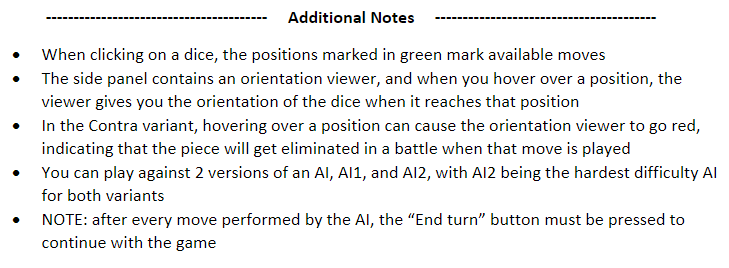 ---------------------------------------- Additional Notes ----------------------------------------
• When clicking on a dice, the positions marked in green mark available moves
• The side panel contains an orientation viewer, and when you hover over a position, the
viewer gives you the orientation of the dice when it reaches that position
• In the Contra variant, hovering over a position can cause the orientation viewer to go red,
indicating that the piece will get eliminated in a battle when that move is played
• You can play against 2 versions of an AI, AI1, and AI2, with AI2 being the hardest difficulty AI
for both variants
• NOTE: after every move performed by the AI, the “End turn” button must be pressed to
continue with the game